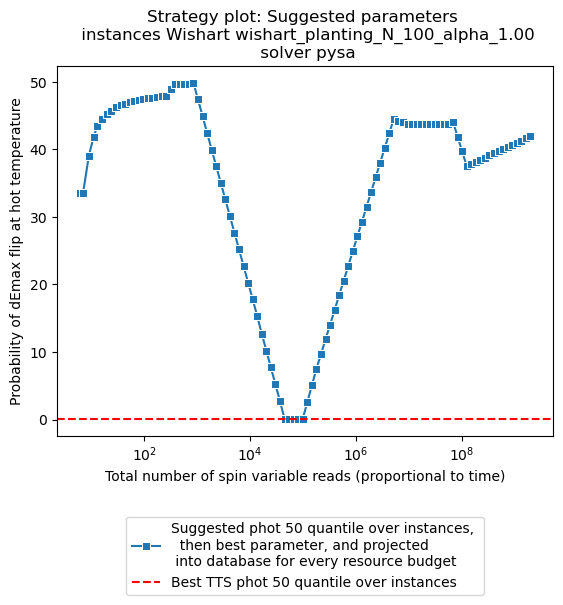 Strategy plot: Suggested parameters
instances Wishart wishart_planting_N_100_alpha_1.00
solver pysa
Probability of dEmax flip at hot temperature
50
40
30
20
10
0
10^2
10^4
10^6
10^8
Total number of spin variable reads (proportional to time)
Suggested phot 50 quantile over instances,
then best parameter, and projected
into database for every resource budget
Best TTS phot 50 quantile over instances